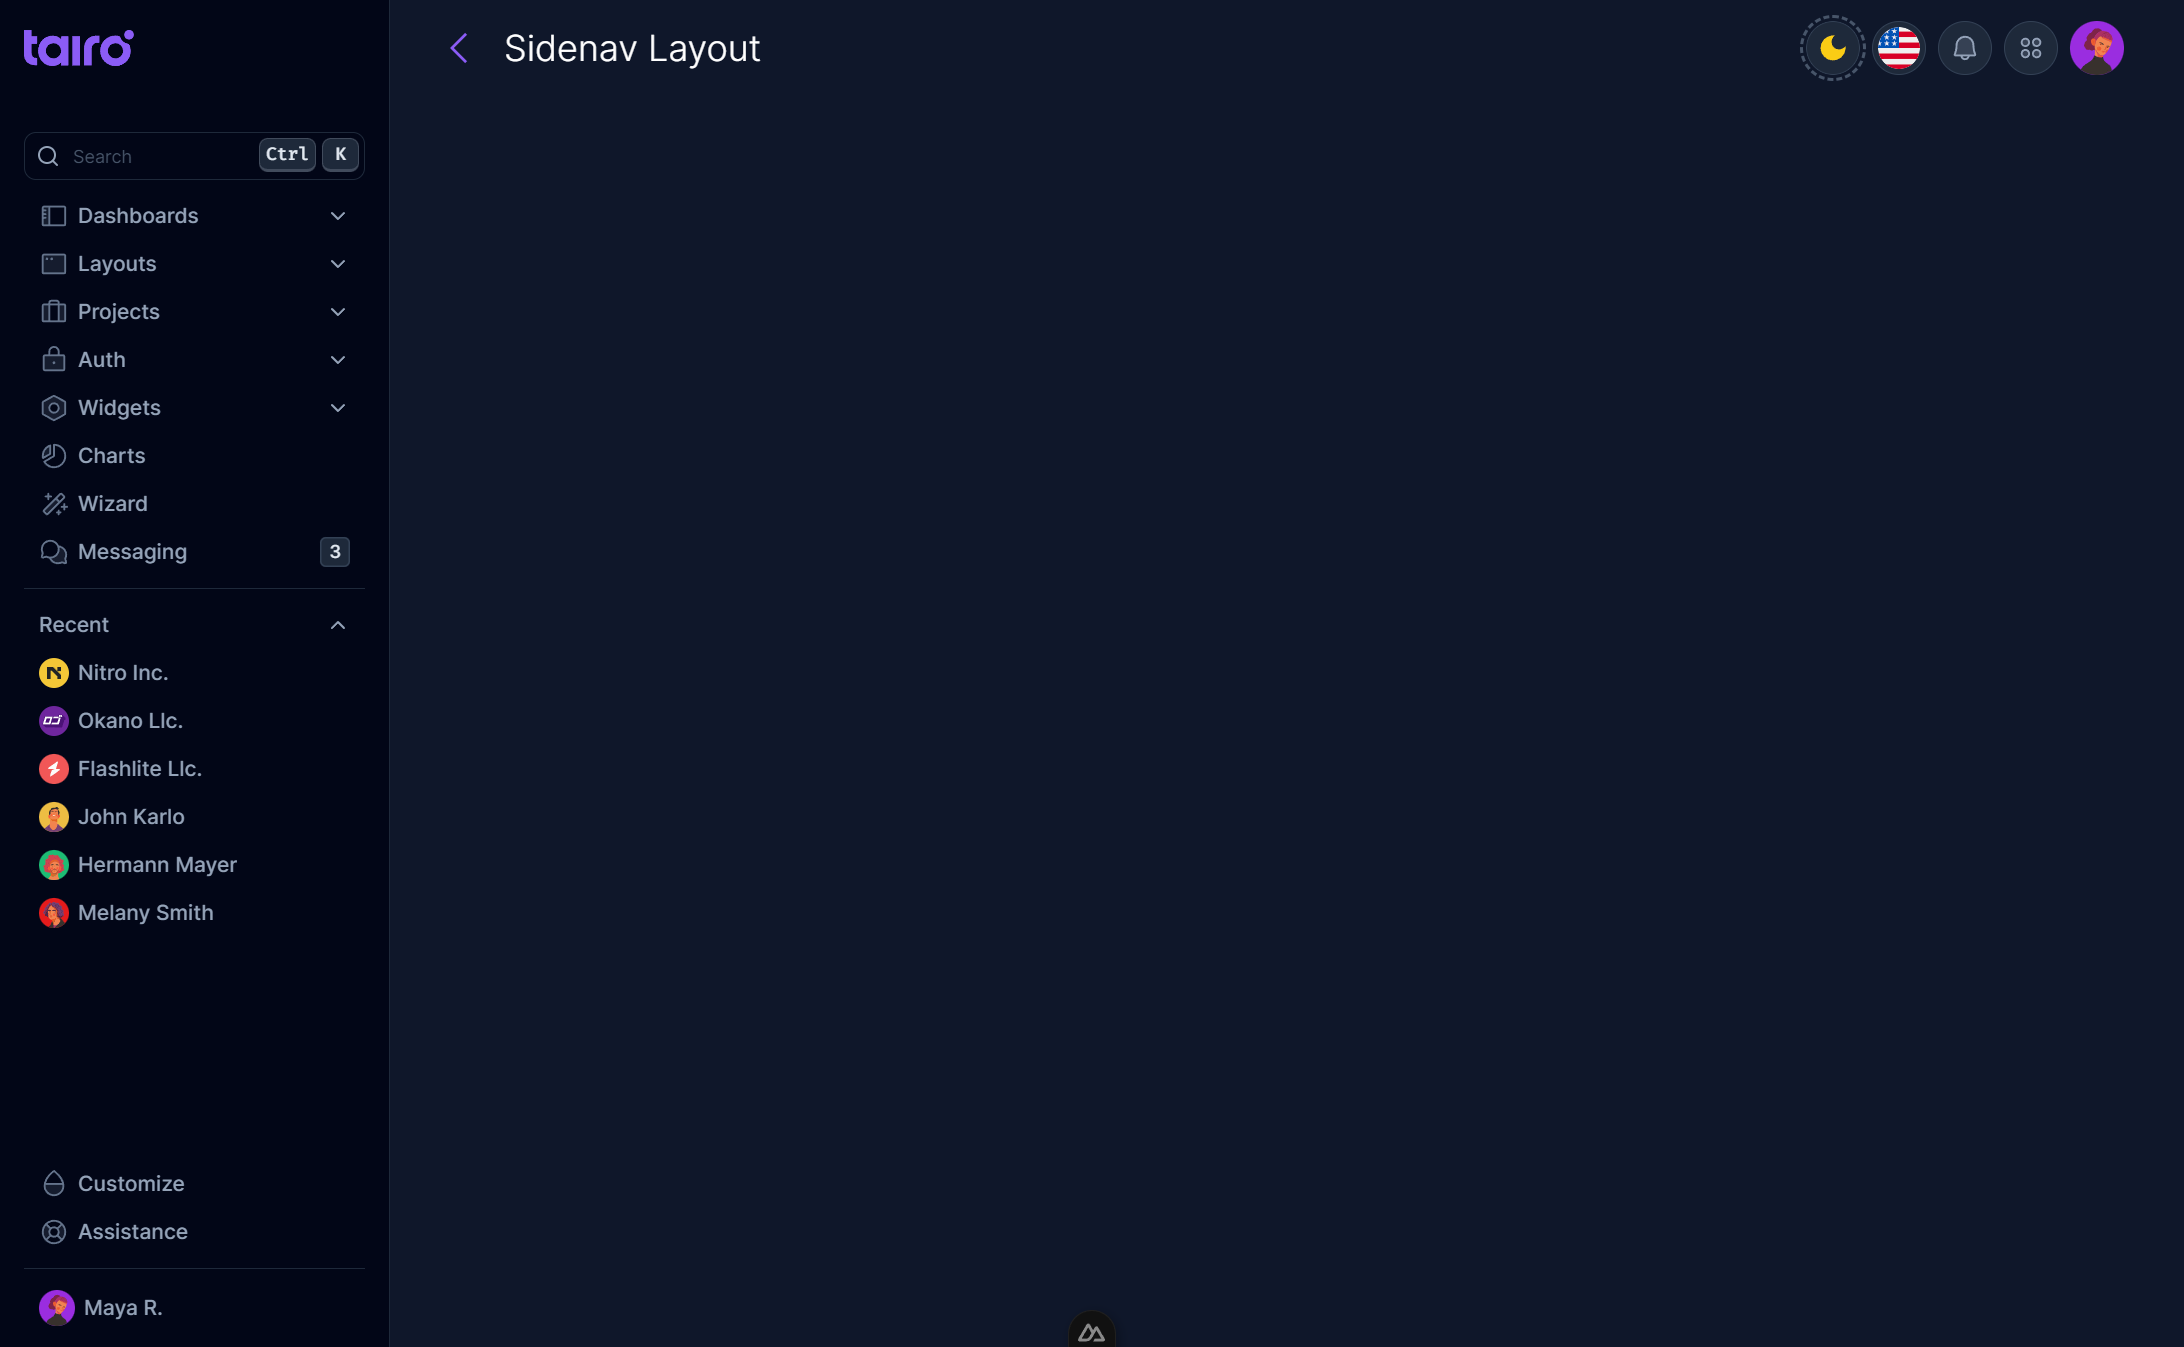 tairo
Sidenav Layout
Search Ctrl K
Dashboards
Layouts
Projects
Auth
Widgets
Charts
Wizard
Messaging 3
Recent
Nitro Inc.
Okano Llc.
Flashlite Llc.
John Karlo
Hermann Mayer
Melany Smith
Customize
Assistance
Maya R.